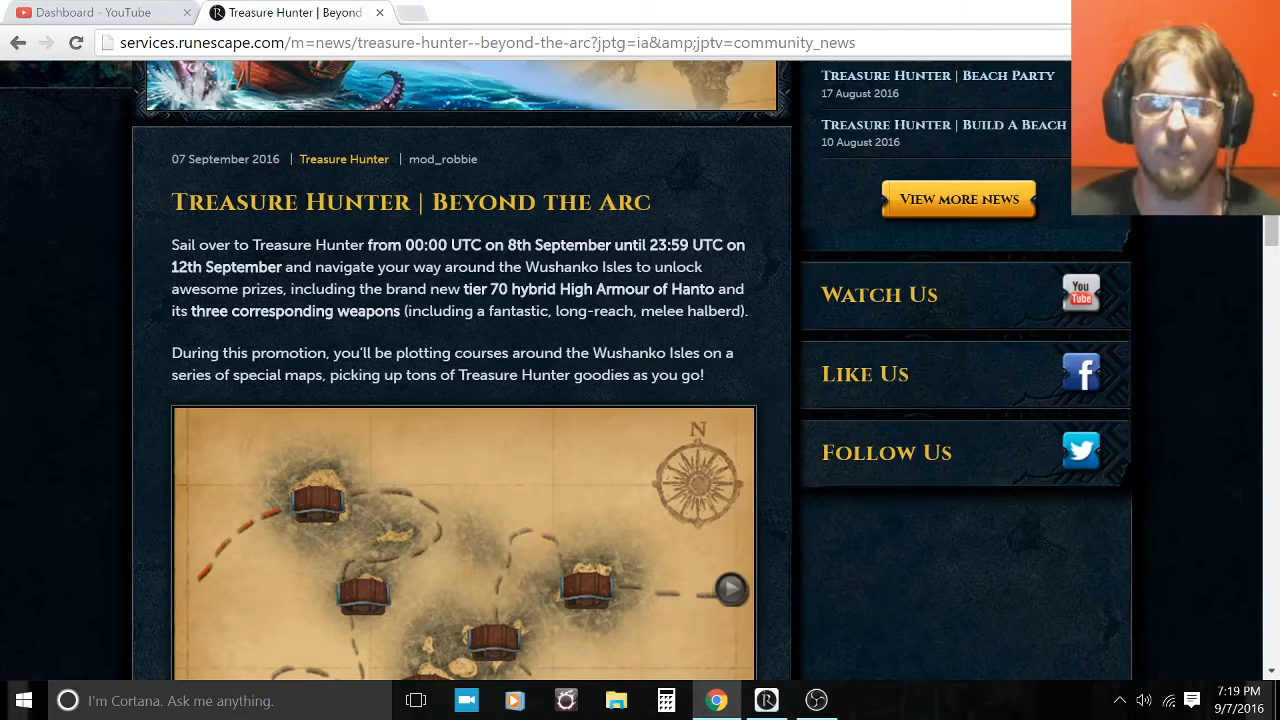 Dashboard - YouTube
Treasure Hunter | Beyond
services.runescape.com/m=news/treasure-hunter--beyond-the-arc?jptg=ia&amp;jptv=community_news
Treasure Hunter | Beach Party
17 August 2016
Treasure Hunter | Build A Beach
10 August 2016
View more news
07 September 2016 | Treasure Hunter | mod_robbie
Treasure Hunter | Beyond the Arc
Sail over to Treasure Hunter from 00:00 UTC on 8th September until 23:59 UTC on
12th September and navigate your way around the Wushanko Isles to unlock
awesome prizes, including the brand new tier 70 hybrid High Armour of Hanto and
its three corresponding weapons (including a fantastic, long-reach, melee halberd).
During this promotion, you'll be plotting courses around the Wushanko Isles on a
series of special maps, picking up tons of Treasure Hunter goodies as you go!
N
Watch Us
You
Tube
Like Us
f
Follow Us
I'm Cortana. Ask me anything.
7:19 PM
9/7/2016